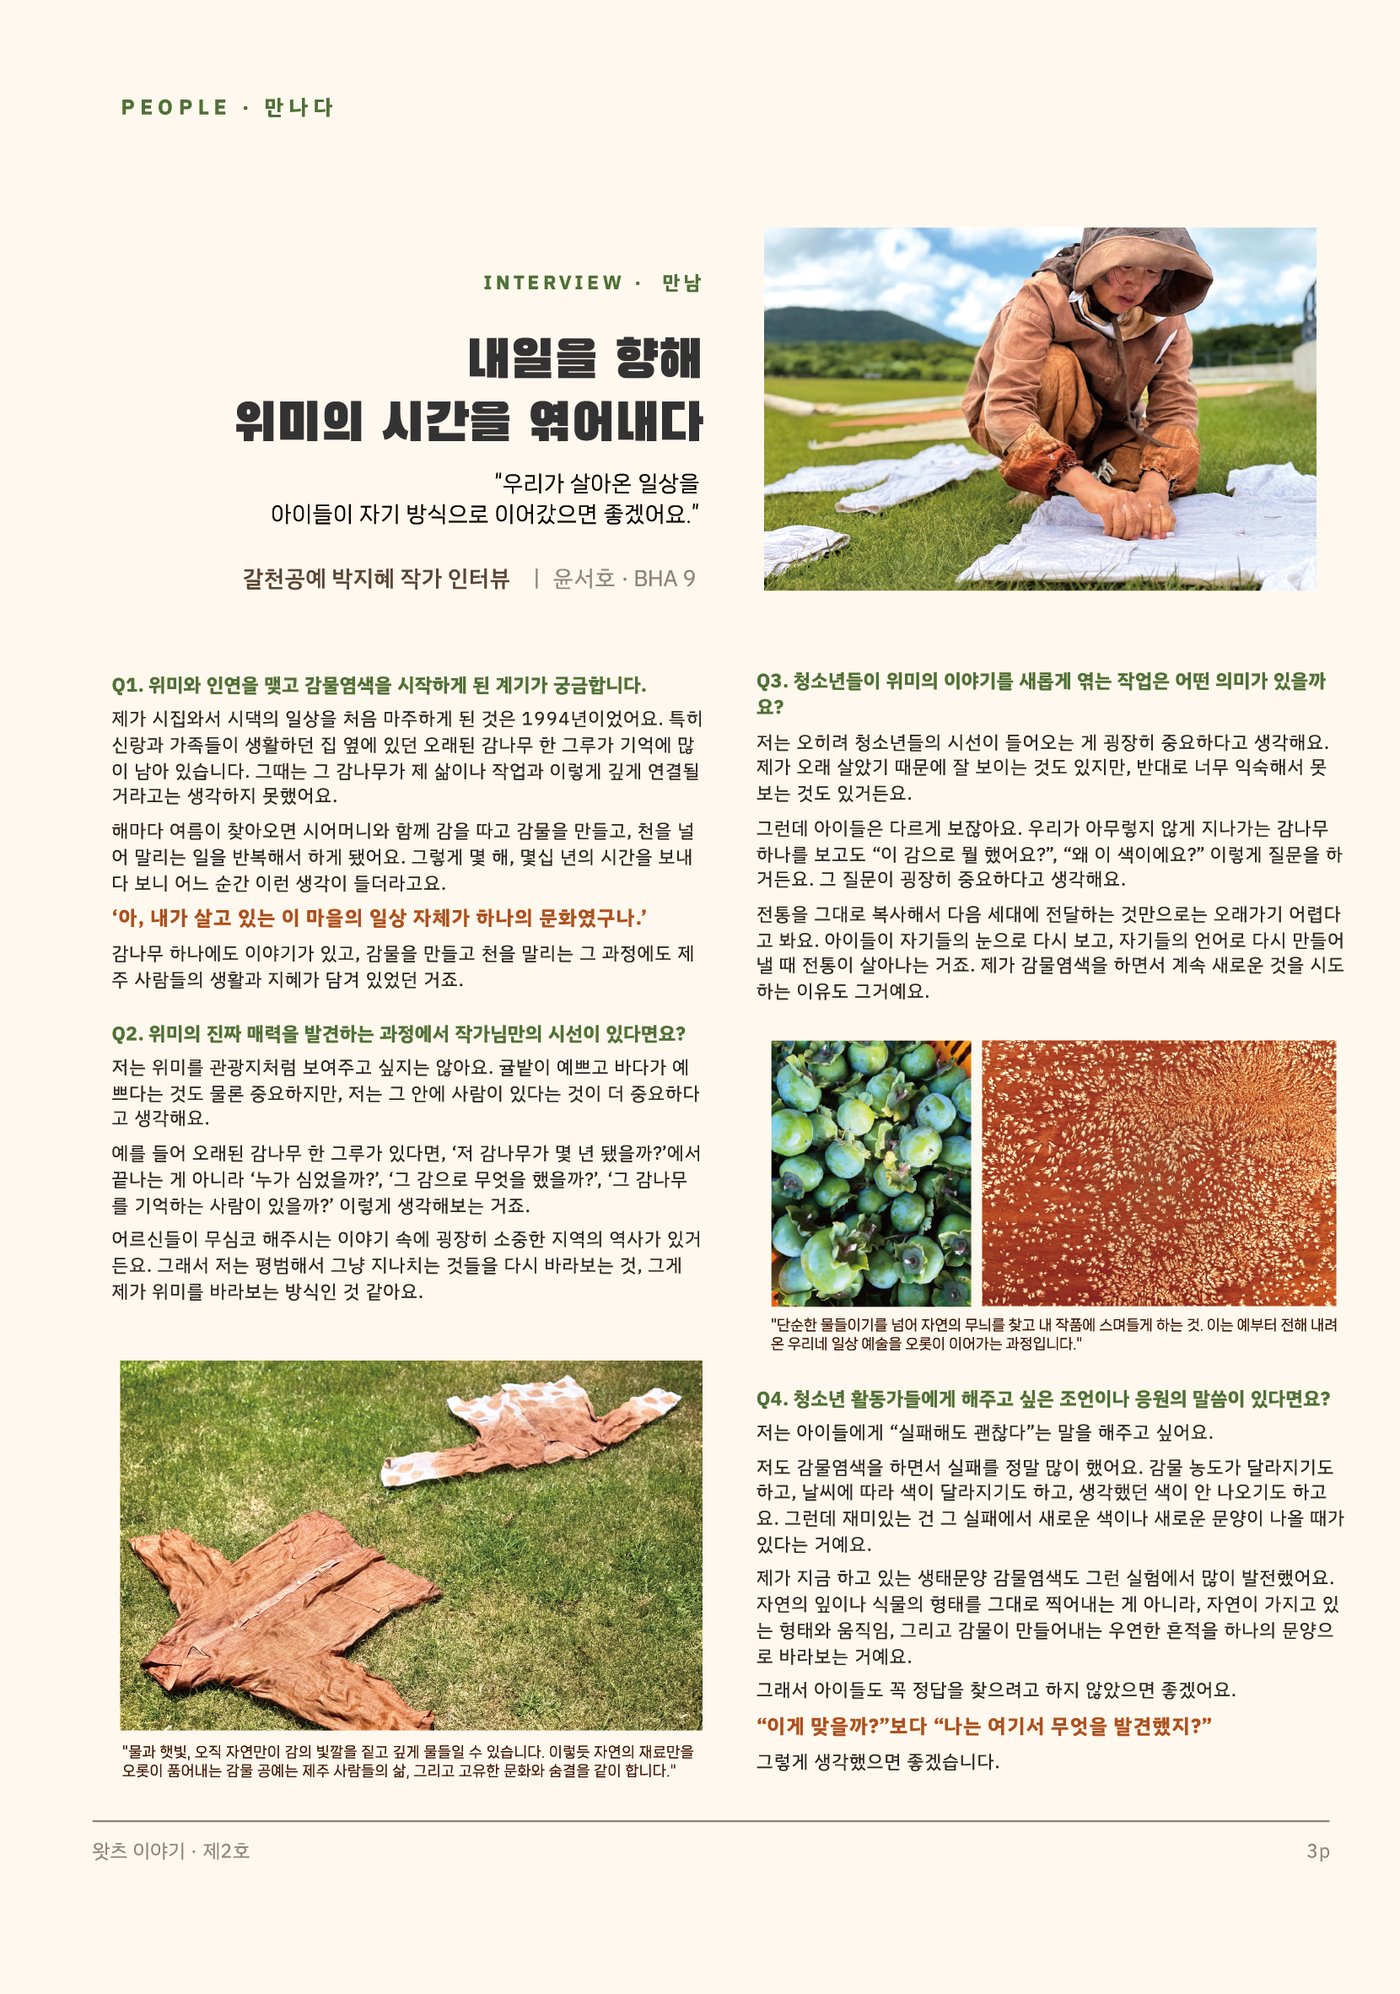 PEOPLE · 만나다
INTERVIEW · 만남
내일을 향해
위미의 시간을 엮어내다
"우리가 살아온 일상을
아이들이 자기 방식으로 이어갔으면 좋겠어요."
갈천공예 박지혜 작가 인터뷰 | 윤서호 · BHA 9
Q1. 위미와 인연을 맺고 감물염색을 시작하게 된 계기가 궁금합니다.
제가 시집와서 시댁의 일상을 처음 마주하게 된 것은 1994년이었어요. 특히
신랑과 가족들이 생활하던 집 옆에 있던 오래된 감나무 한 그루가 기억에 많
이 남아 있습니다. 그때는 그 감나무가 제 삶이나 작업과 이렇게 깊게 연결될
거라고는 생각하지 못했어요.
해마다 여름이 찾아오면 시어머니와 함께 감을 따고 감물을 만들고, 천을 널
어 말리는 일을 반복해서 하게 됐어요. 그렇게 몇 해, 몇십 년의 시간을 보내
다 보니 어느 순간 이런 생각이 들더라고요.
‘아, 내가 살고 있는 이 마을의 일상 자체가 하나의 문화였구나.’
감나무 하나에도 이야기가 있고, 감물을 만들고 천을 말리는 그 과정에도 제
주 사람들의 생활과 지혜가 담겨 있었던 거죠.
Q2. 위미의 진짜 매력을 발견하는 과정에서 작가님만의 시선이 있다면요?
저는 위미를 관광지처럼 보여주고 싶지는 않아요. 귤밭이 예쁘고 바다가 예
쁘다는 것도 물론 중요하지만, 저는 그 안에 사람이 있다는 것이 더 중요하다
고 생각해요.
예를 들어 오래된 감나무 한 그루가 있다면, ‘저 감나무가 몇 년 됐을까?’에서
끝나는 게 아니라 ‘누가 심었을까?’, ‘그 감으로 무엇을 했을까?’, ‘그 감나무
를 기억하는 사람이 있을까?’ 이렇게 생각해보는 거죠.
어르신들이 무심코 해주시는 이야기 속에 굉장히 소중한 지역의 역사가 있거
든요. 그래서 저는 평범해서 그냥 지나치는 것들을 다시 바라보는 것, 그게
제가 위미를 바라보는 방식인 것 같아요.
"물과 햇빛, 오직 자연만이 감의 빛깔을 짙고 깊게 물들일 수 있습니다. 이렇듯 자연의 재료만을
오롯이 품어내는 감물 공예는 제주 사람들의 삶, 그리고 고유한 문화와 숨결을 같이 합니다."
Q3. 청소년들이 위미의 이야기를 새롭게 엮는 작업은 어떤 의미가 있을까
요?
저는 오히려 청소년들의 시선이 들어오는 게 굉장히 중요하다고 생각해요.
제가 오래 살았기 때문에 잘 보이는 것도 있지만, 반대로 너무 익숙해서 못
보는 것도 있거든요.
그런데 아이들은 다르게 보잖아요. 우리가 아무렇지 않게 지나가는 감나무
하나를 보고도 “이 감으로 뭘 했어요?”, “왜 이 색이에요?” 이렇게 질문을 하
거든요. 그 질문이 굉장히 중요하다고 생각해요.
전통을 그대로 복사해서 다음 세대에 전달하는 것만으로는 오래가기 어렵다
고 봐요. 아이들이 자기들의 눈으로 다시 보고, 자기들의 언어로 다시 만들어
낼 때 전통이 살아나는 거죠. 제가 감물염색을 하면서 계속 새로운 것을 시도
하는 이유도 그거예요.
"단순한 물들이기를 넘어 자연의 무늬를 찾고 내 작품에 스며들게 하는 것. 이는 예부터 전해 내려
온 우리네 일상 예술을 오롯이 이어가는 과정입니다."
Q4. 청소년 활동가들에게 해주고 싶은 조언이나 응원의 말씀이 있다면요?
저는 아이들에게 “실패해도 괜찮다”는 말을 해주고 싶어요.
저도 감물염색을 하면서 실패를 정말 많이 했어요. 감물 농도가 달라지기도
하고, 날씨에 따라 색이 달라지기도 하고, 생각했던 색이 안 나오기도 하고
요. 그런데 재미있는 건 그 실패에서 새로운 색이나 새로운 문양이 나올 때가
있다는 거예요.
제가 지금 하고 있는 생태문양 감물염색도 그런 실험에서 많이 발전했어요.
자연의 잎이나 식물의 형태를 그대로 찍어내는 게 아니라, 자연이 가지고 있
는 형태와 움직임, 그리고 감물이 만들어내는 우연한 흔적을 하나의 문양으
로 바라보는 거예요.
그래서 아이들도 꼭 정답을 찾으려고 하지 않았으면 좋겠어요.
“이게 맞을까?”보다 “나는 여기서 무엇을 발견했지?”
그렇게 생각했으면 좋겠습니다.
왓츠 이야기 · 제2호
3p